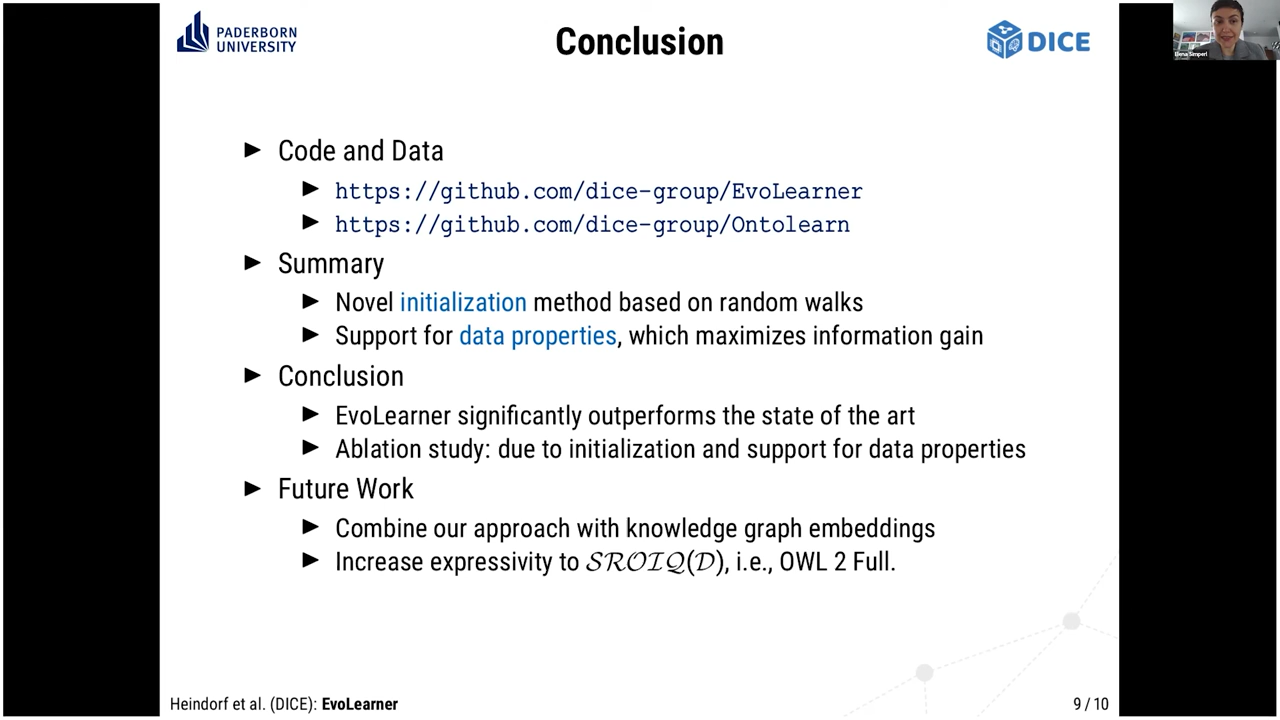 PADERBORN
UNIVERSITY
Conclusion
DICE
Elena Simperl
Code and Data
https://github.com/dice-group/EvoLearner
https://github.com/dice-group/Ontolearn
Summary
Novel initialization method based on random walks
Support for data properties, which maximizes information gain
Conclusion
EvoLearner significantly outperforms the state of the art
Ablation study: due to initialization and support for data properties
Future Work
Combine our approach with knowledge graph embeddings
Increase expressivity to 𝒮ℛ𝒪ℐ𝒬(𝒟), i.e., OWL 2 Full.
Heindorf et al. (DICE): EvoLearner
9 / 10